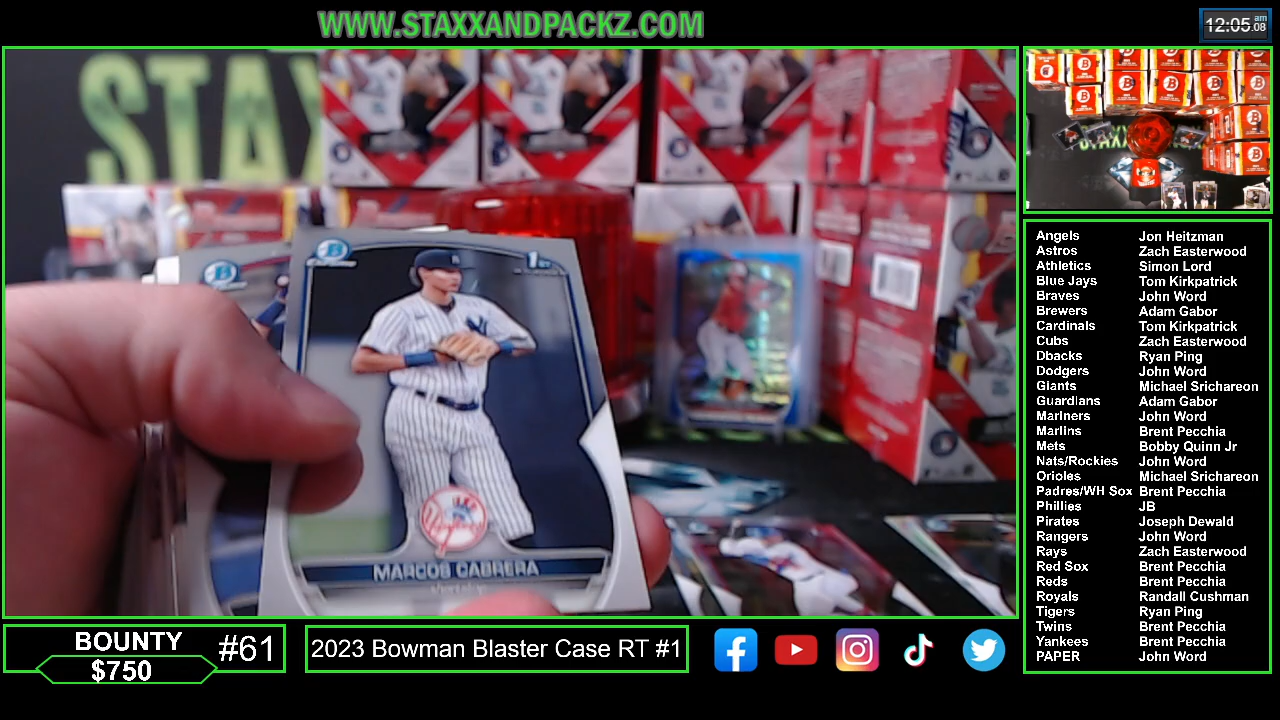 WWW.STAXXANDPACKZ.COM
12:05 am .08
STAX
B
1st
MARCOS CABRERA
Yankees
Angels Jon Heitzman
Astros Zach Easterwood
Athletics Simon Lord
Blue Jays Tom Kirkpatrick
Braves John Word
Brewers Adam Gabor
Cardinals Tom Kirkpatrick
Cubs Zach Easterwood
Dbacks Ryan Ping
Dodgers John Word
Giants Michael Srichareon
Guardians Adam Gabor
Mariners John Word
Marlins Brent Pecchia
Mets Bobby Quinn Jr
Nats/Rockies John Word
Orioles Michael Srichareon
Padres/WH Sox Brent Pecchia
Phillies JB
Pirates Joseph Dewald
Rangers John Word
Rays Zach Easterwood
Red Sox Brent Pecchia
Reds Brent Pecchia
Royals Randall Cushman
Tigers Ryan Ping
Twins Brent Pecchia
Yankees Brent Pecchia
PAPER John Word
BOUNTY #61
$750
2023 Bowman Blaster Case RT #1